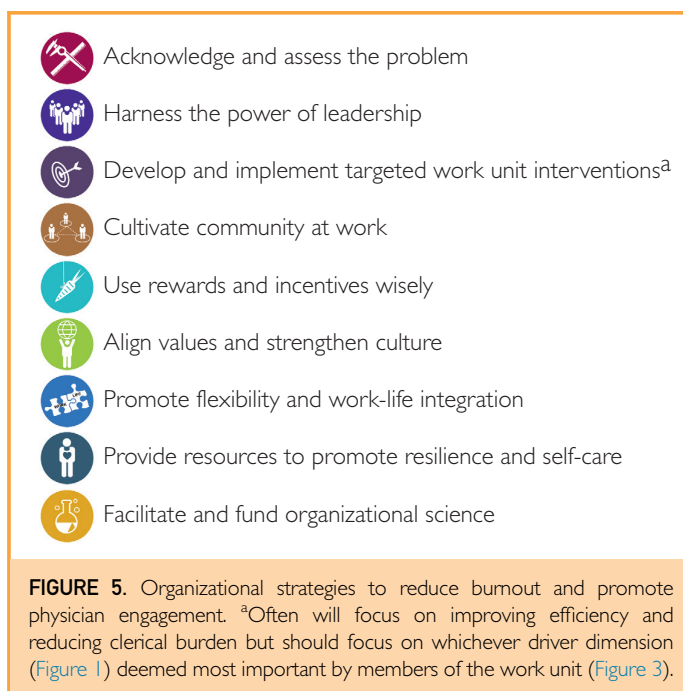 Acknowledge and assess the problem
Harness the power of leadership
Develop and implement targeted work unit interventionsa
Cultivate community at work
Use rewards and incentives wisely
Align values and strengthen culture
Promote flexibility and work-life integration
Provide resources to promote resilience and self-care
Facilitate and fund organizational science
FIGURE 5. Organizational strategies to reduce burnout and promote
physician engagement. aOften will focus on improving efficiency and
reducing clerical burden but should focus on whichever driver dimension
(Figure 1) deemed most important by members of the work unit (Figure 3).